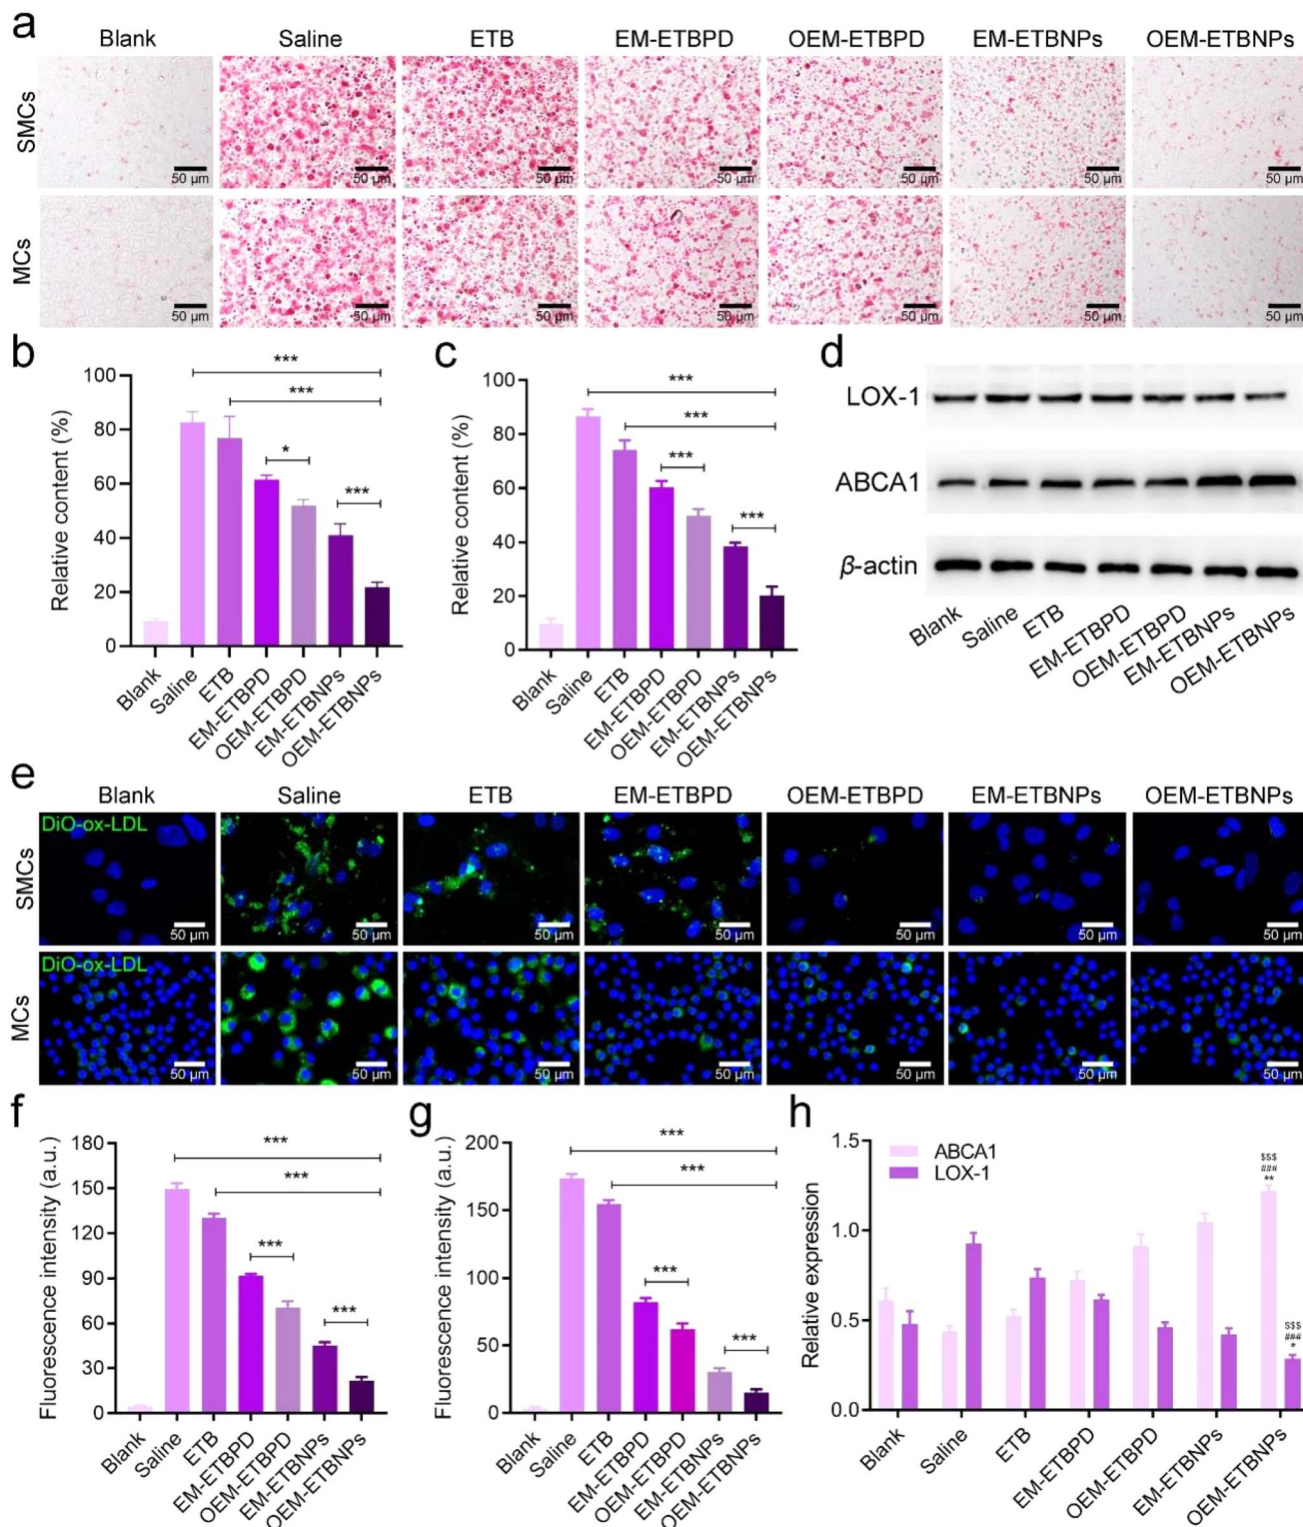 a
Blank Saline ETB EM-ETBPD OEM-ETBPD EM-ETBNPs OEM-ETBNPs
SMCs
50 μm 50 μm 50 μm 50 μm 50 μm 50 μm 50 μm
MCs
50 μm 50 μm 50 μm 50 μm 50 μm 50 μm 50 μm
b
Relative content (%)
100
80
60
40
20
0
***
***
*
***
Blank Saline ETB EM-ETBPD OEM-ETBPD EM-ETBNPs OEM-ETBNPs
c
Relative content (%)
100
80
60
40
20
0
***
***
***
***
Blank Saline ETB EM-ETBPD OEM-ETBPD EM-ETBNPs OEM-ETBNPs
d
LOX-1
ABCA1
β-actin
Blank Saline ETB EM-ETBPD OEM-ETBPD EM-ETBNPs OEM-ETBNPs
e
Blank Saline ETB EM-ETBPD OEM-ETBPD EM-ETBNPs OEM-ETBNPs
SMCs
DiO-ox-LDL
50 μm 50 μm 50 μm 50 μm 50 μm 50 μm 50 μm
MCs
DiO-ox-LDL
50 μm 50 μm 50 μm 50 μm 50 μm 50 μm 50 μm
f
Fluorescence intensity (a.u.)
180
150
120
90
60
30
0
***
***
***
***
Blank Saline ETB EM-ETBPD OEM-ETBPD EM-ETBNPs OEM-ETBNPs
g
Fluorescence intensity (a.u.)
200
150
100
50
0
***
***
***
***
Blank Saline ETB EM-ETBPD OEM-ETBPD EM-ETBNPs OEM-ETBNPs
h
Relative expression
1.5
1.0
0.5
0.0
ABCA1
LOX-1
$$$
###
**
$$$
###
*
Blank Saline ETB EM-ETBPD OEM-ETBPD EM-ETBNPs OEM-ETBNPs